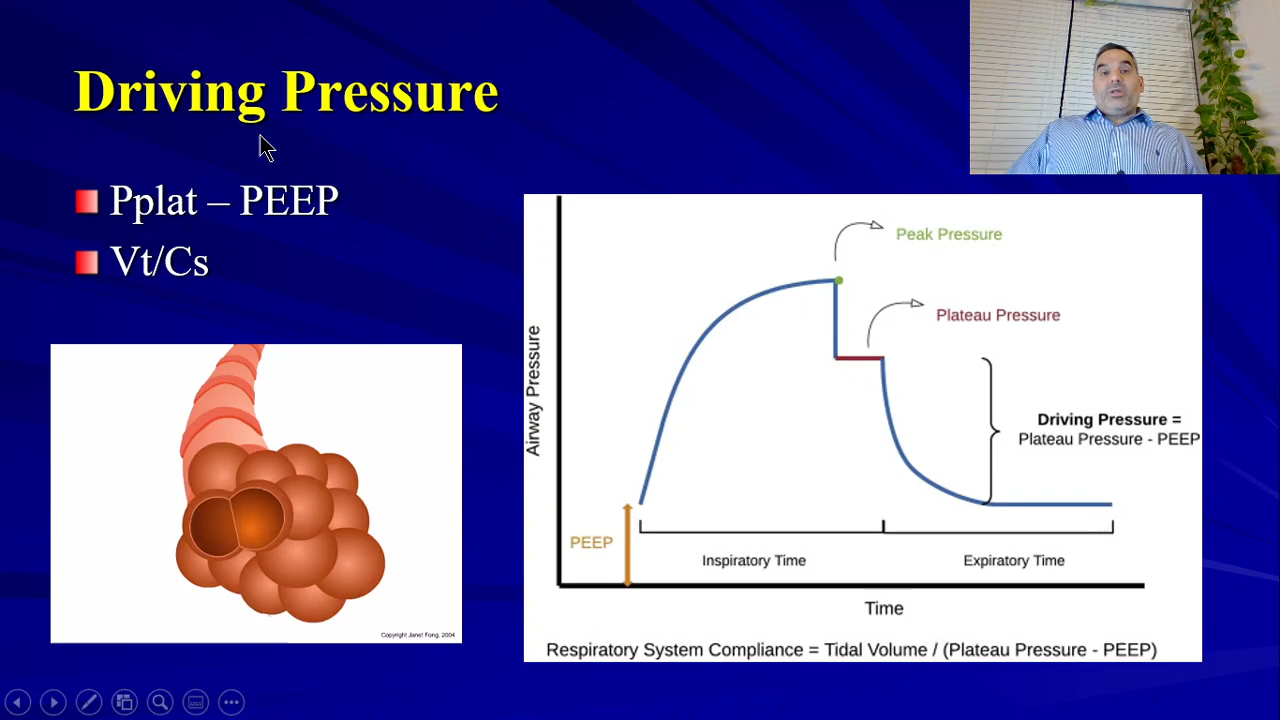 Driving Pressure
Pplat – PEEP
Vt/Cs
Copyright Janet Fong, 2004
Peak Pressure
Plateau Pressure
Airway Pressure
Driving Pressure =
Plateau Pressure - PEEP
PEEP
Inspiratory Time
Expiratory Time
Time
Respiratory System Compliance = Tidal Volume / (Plateau Pressure - PEEP)